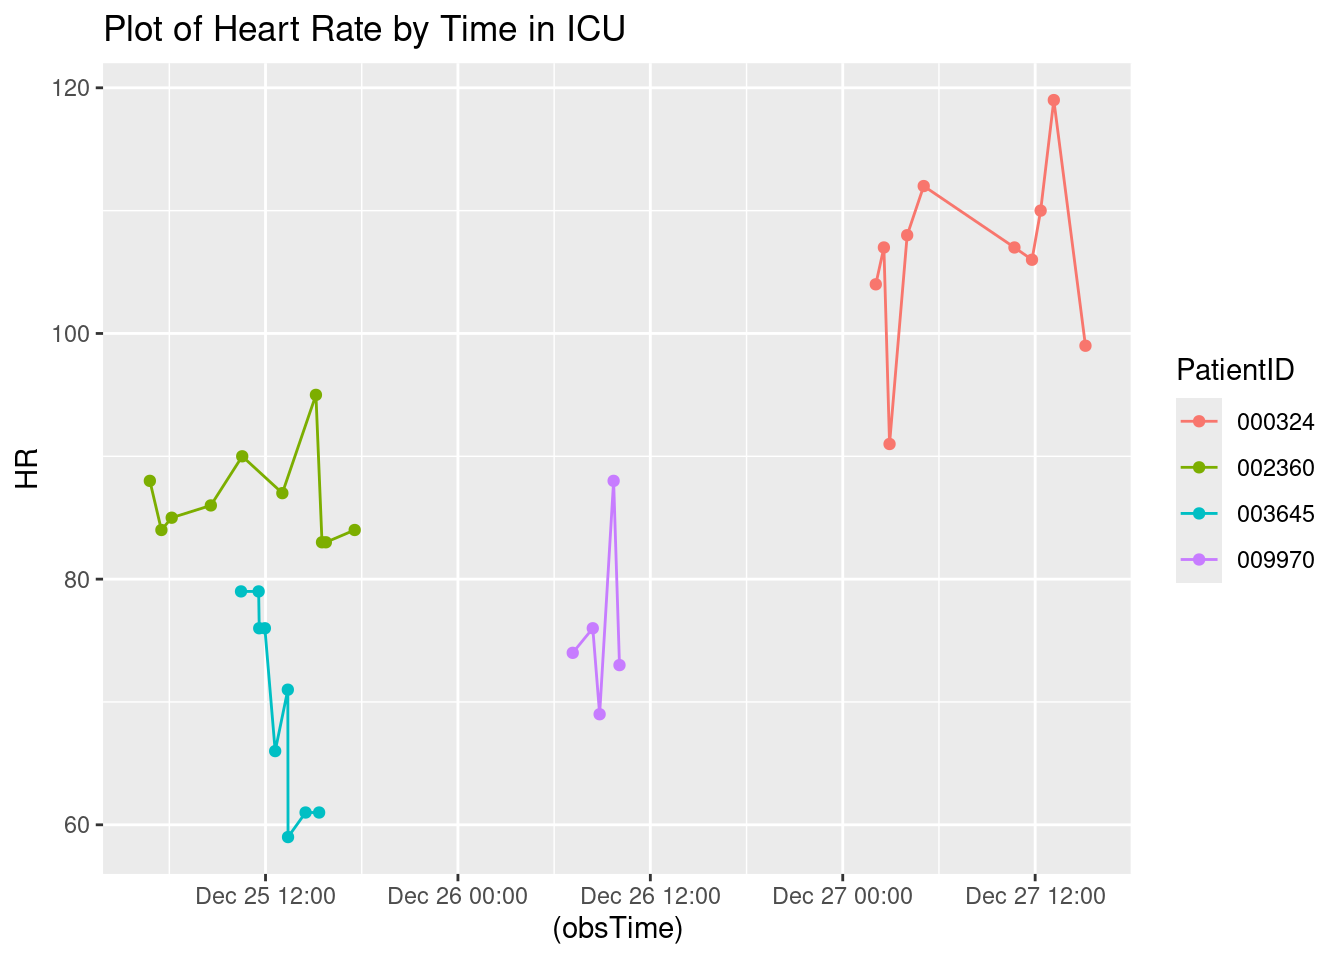 Plot of Heart Rate by Time in ICU
120
100
80
60
HR
Dec 25 12:00
Dec 26 00:00
Dec 26 12:00
Dec 27 00:00
Dec 27 12:00
(obsTime)
PatientID
000324
002360
003645
009970